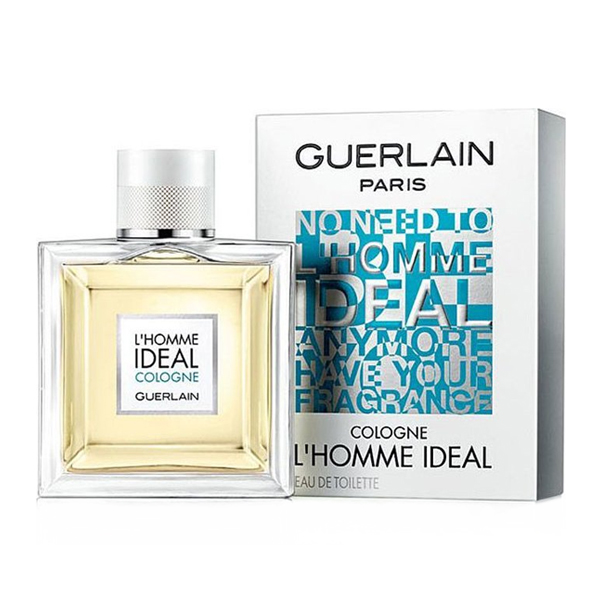 L'HOMME
IDEAL
COLOGNE
GUERLAIN
GUERLAIN
PARIS
NO NEED TO
L'HOMME
IDEAL
ANYMORE
HAVE YOUR
FRAGRANCE
COLOGNE
L'HOMME IDEAL
EAU DE TOILETTE